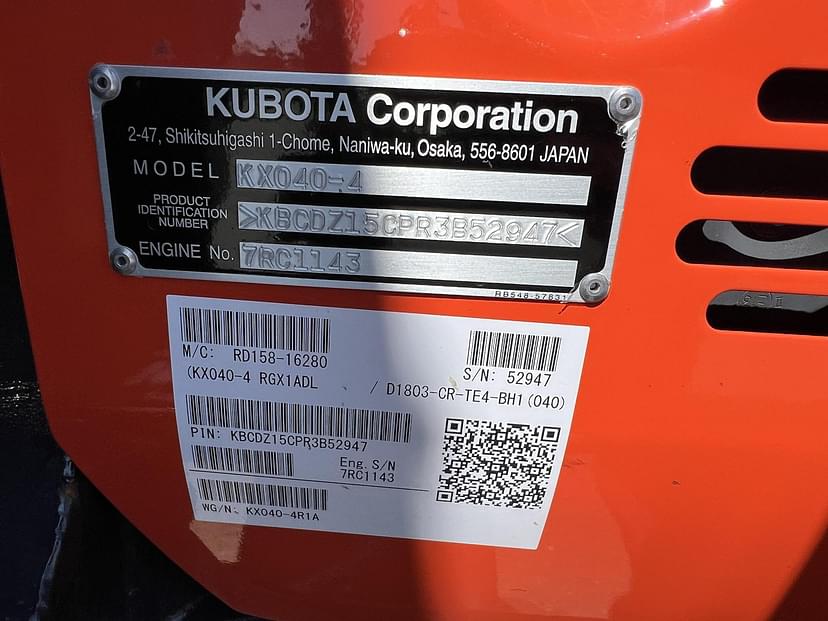 KUBOTA Corporation
2-47, Shikitsuhigashi 1-Chome, Naniwa-ku, Osaka, 556-8601 JAPAN
MODEL KX040-4
PRODUCT
IDENTIFICATION
NUMBER >KBCDZ15CPR3B52947<
ENGINE No. 7RC1143
RB548-57831
M/C: RD158-16280
S/N: 52947
(KX040-4 RGX1ADL / D1803-CR-TE4-BH1(040)
PIN: KBCDZ15CPR3B52947
Eng. S/N
7RC1143
WG/N: KX040-4R1A